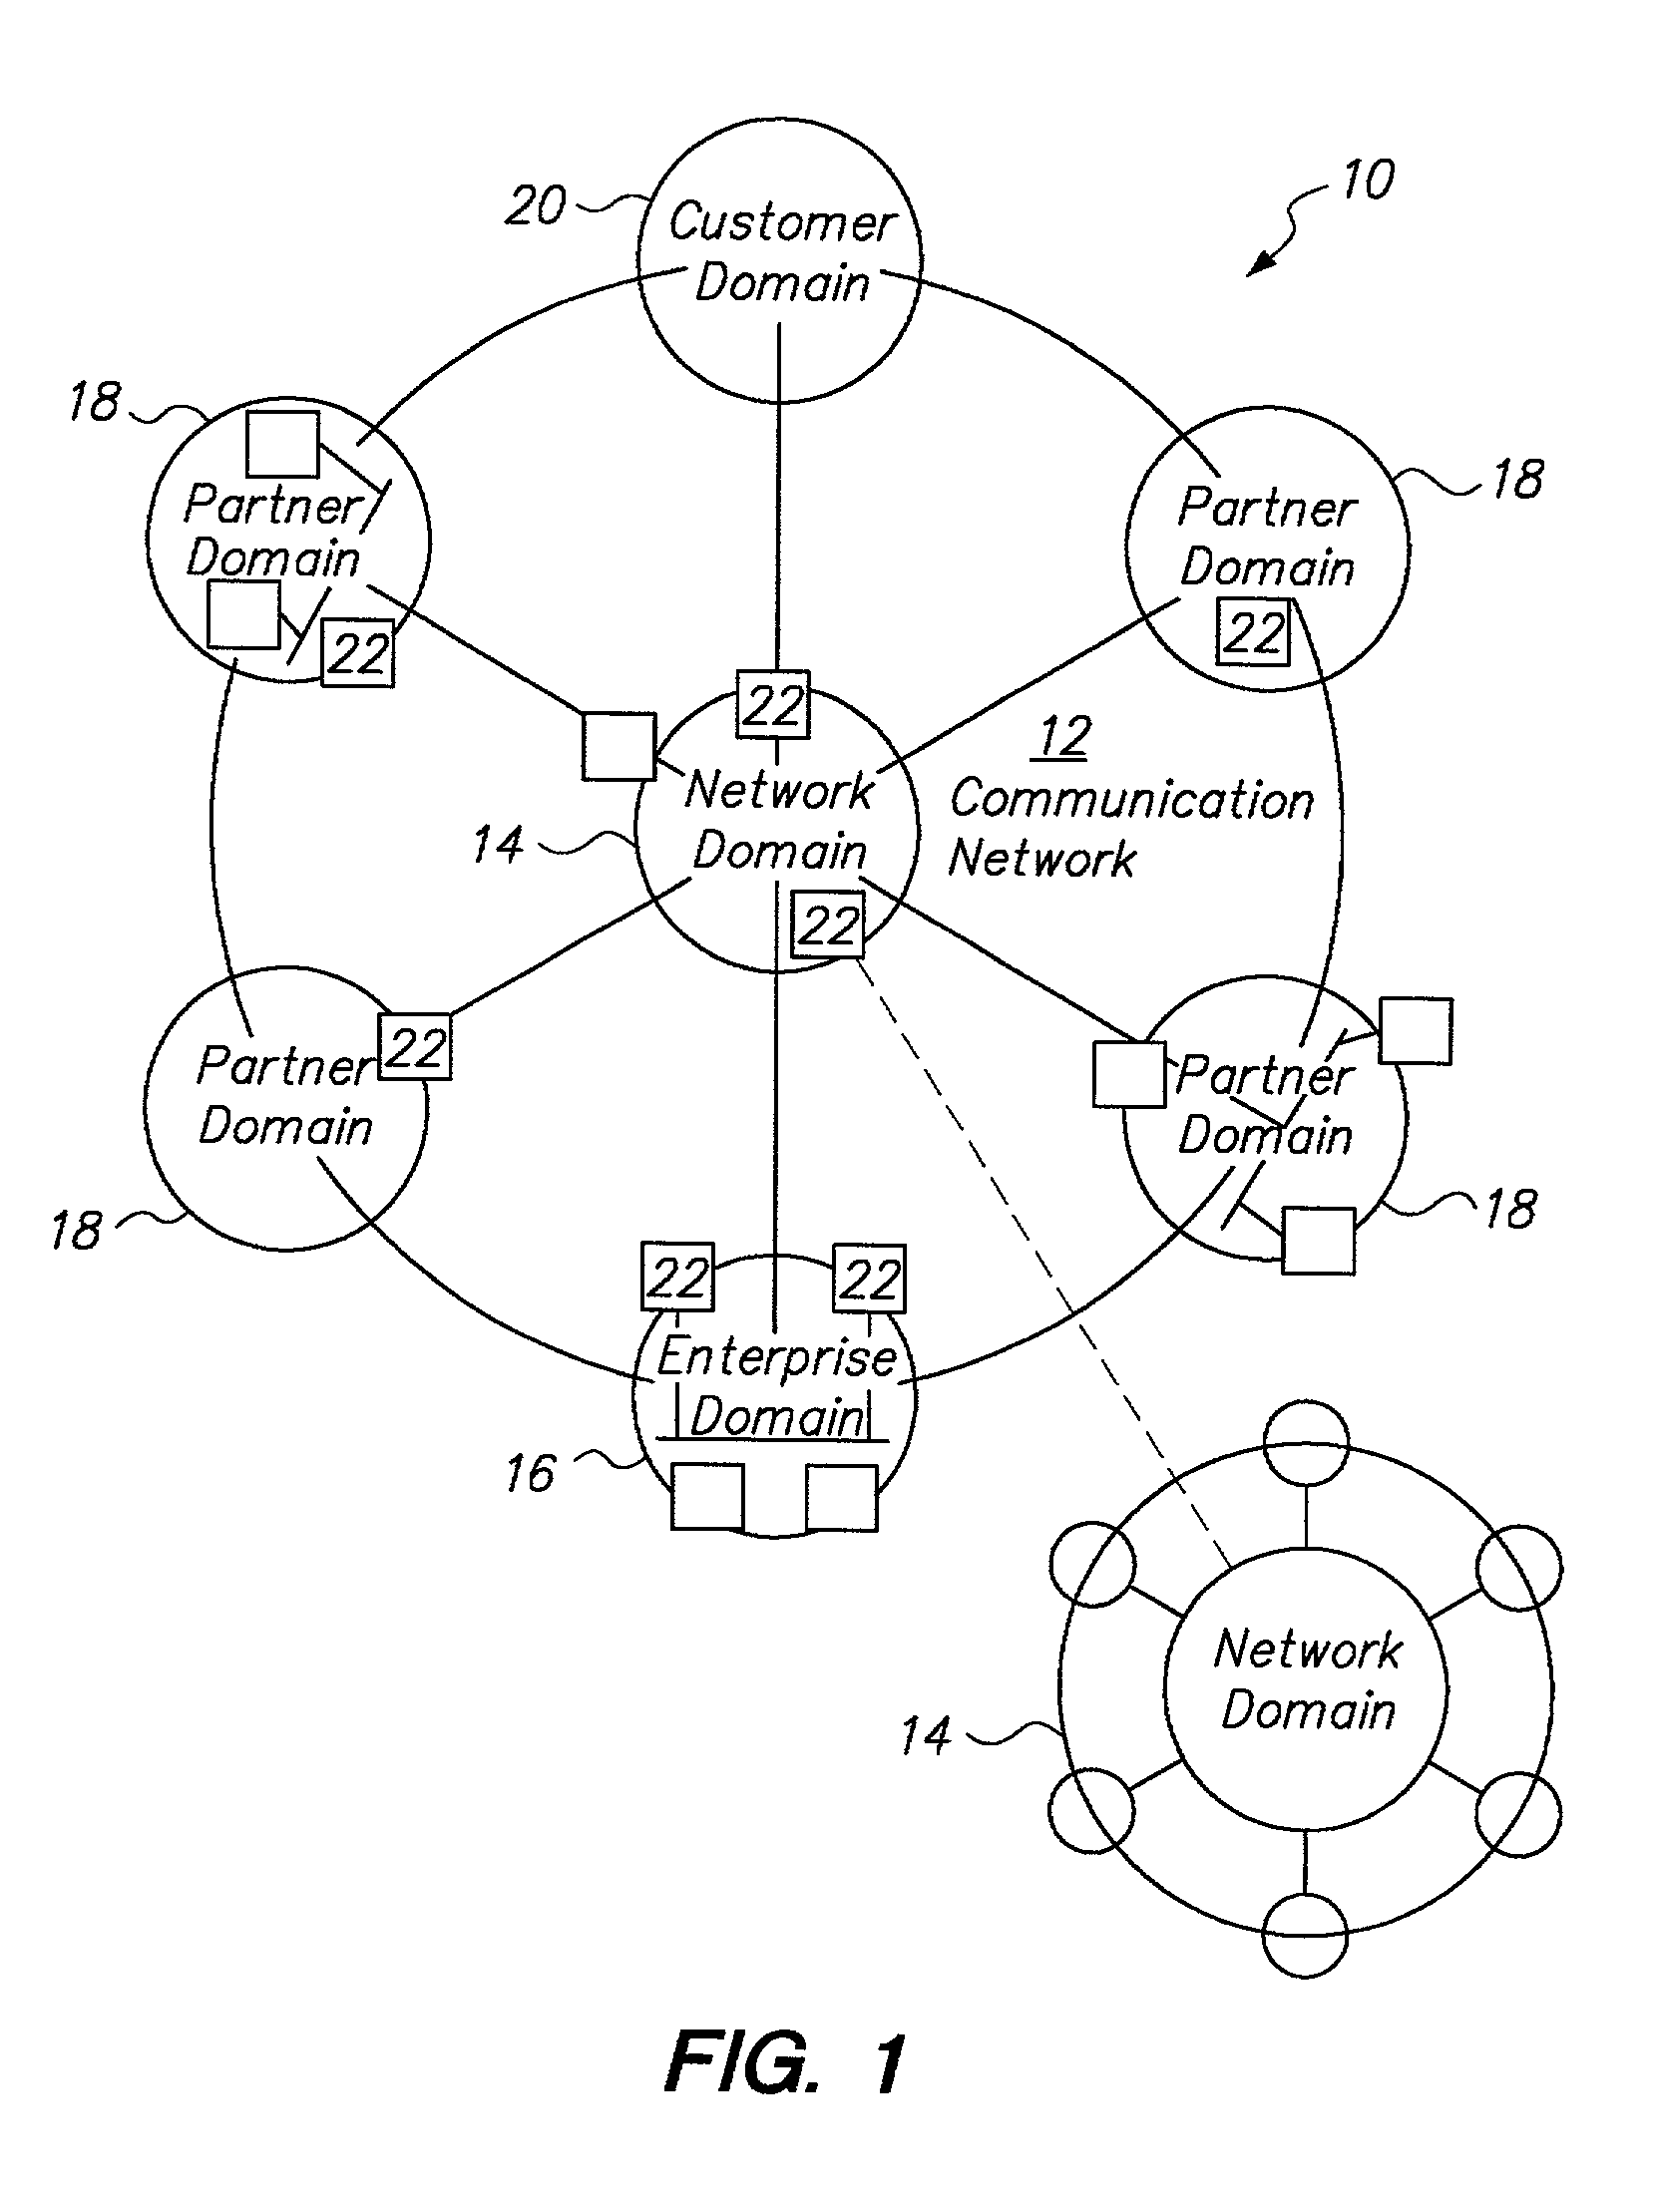 10
20
Customer
Domain
18
Partner
Domain
22
18
Partner
Domain
22
22
12
Communication
Network
14
Network
Domain
22
22
Partner
Domain
18
Partner
Domain
18
22
22
Enterprise
Domain
16
Network
Domain
14
FIG. 1